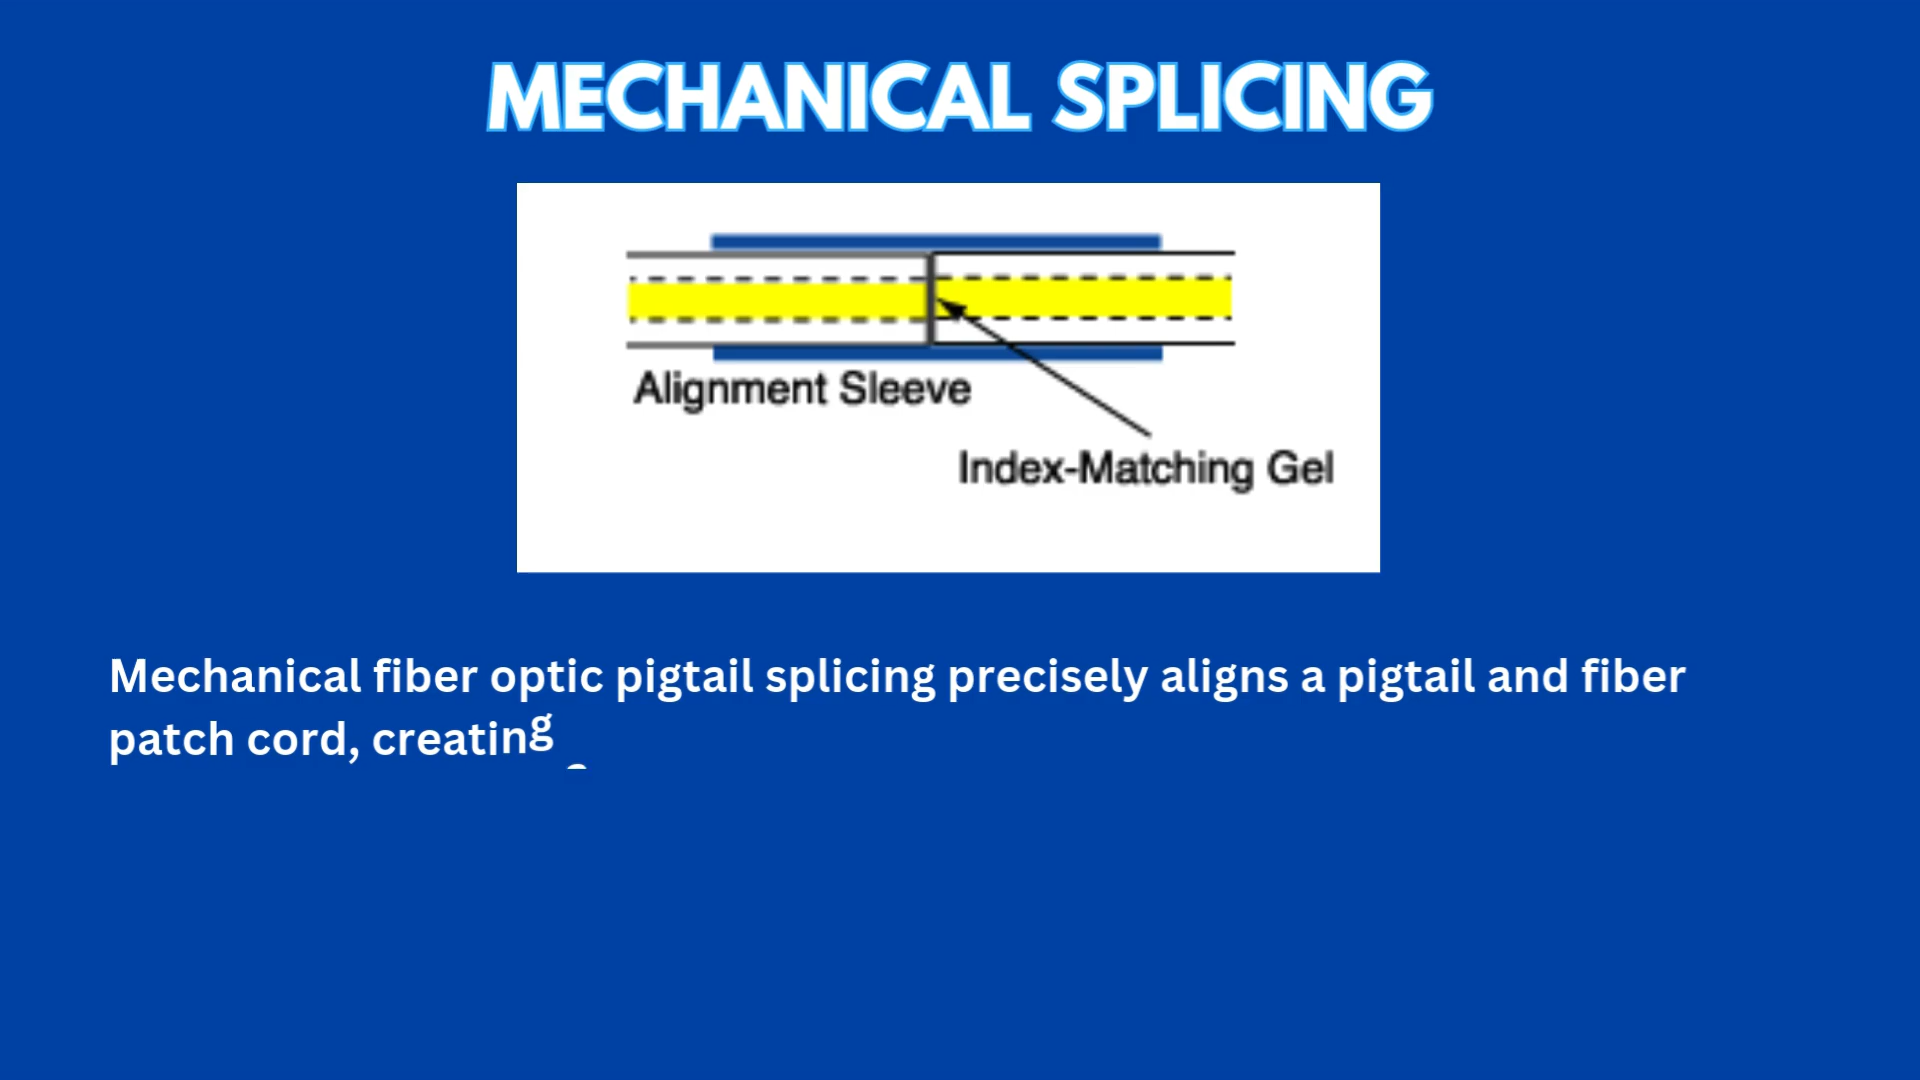 MECHANICAL SPLICING
Alignment Sleeve
Index-Matching Gel
Mechanical fiber optic pigtail splicing precisely aligns a pigtail and fiber
patch cord, creating